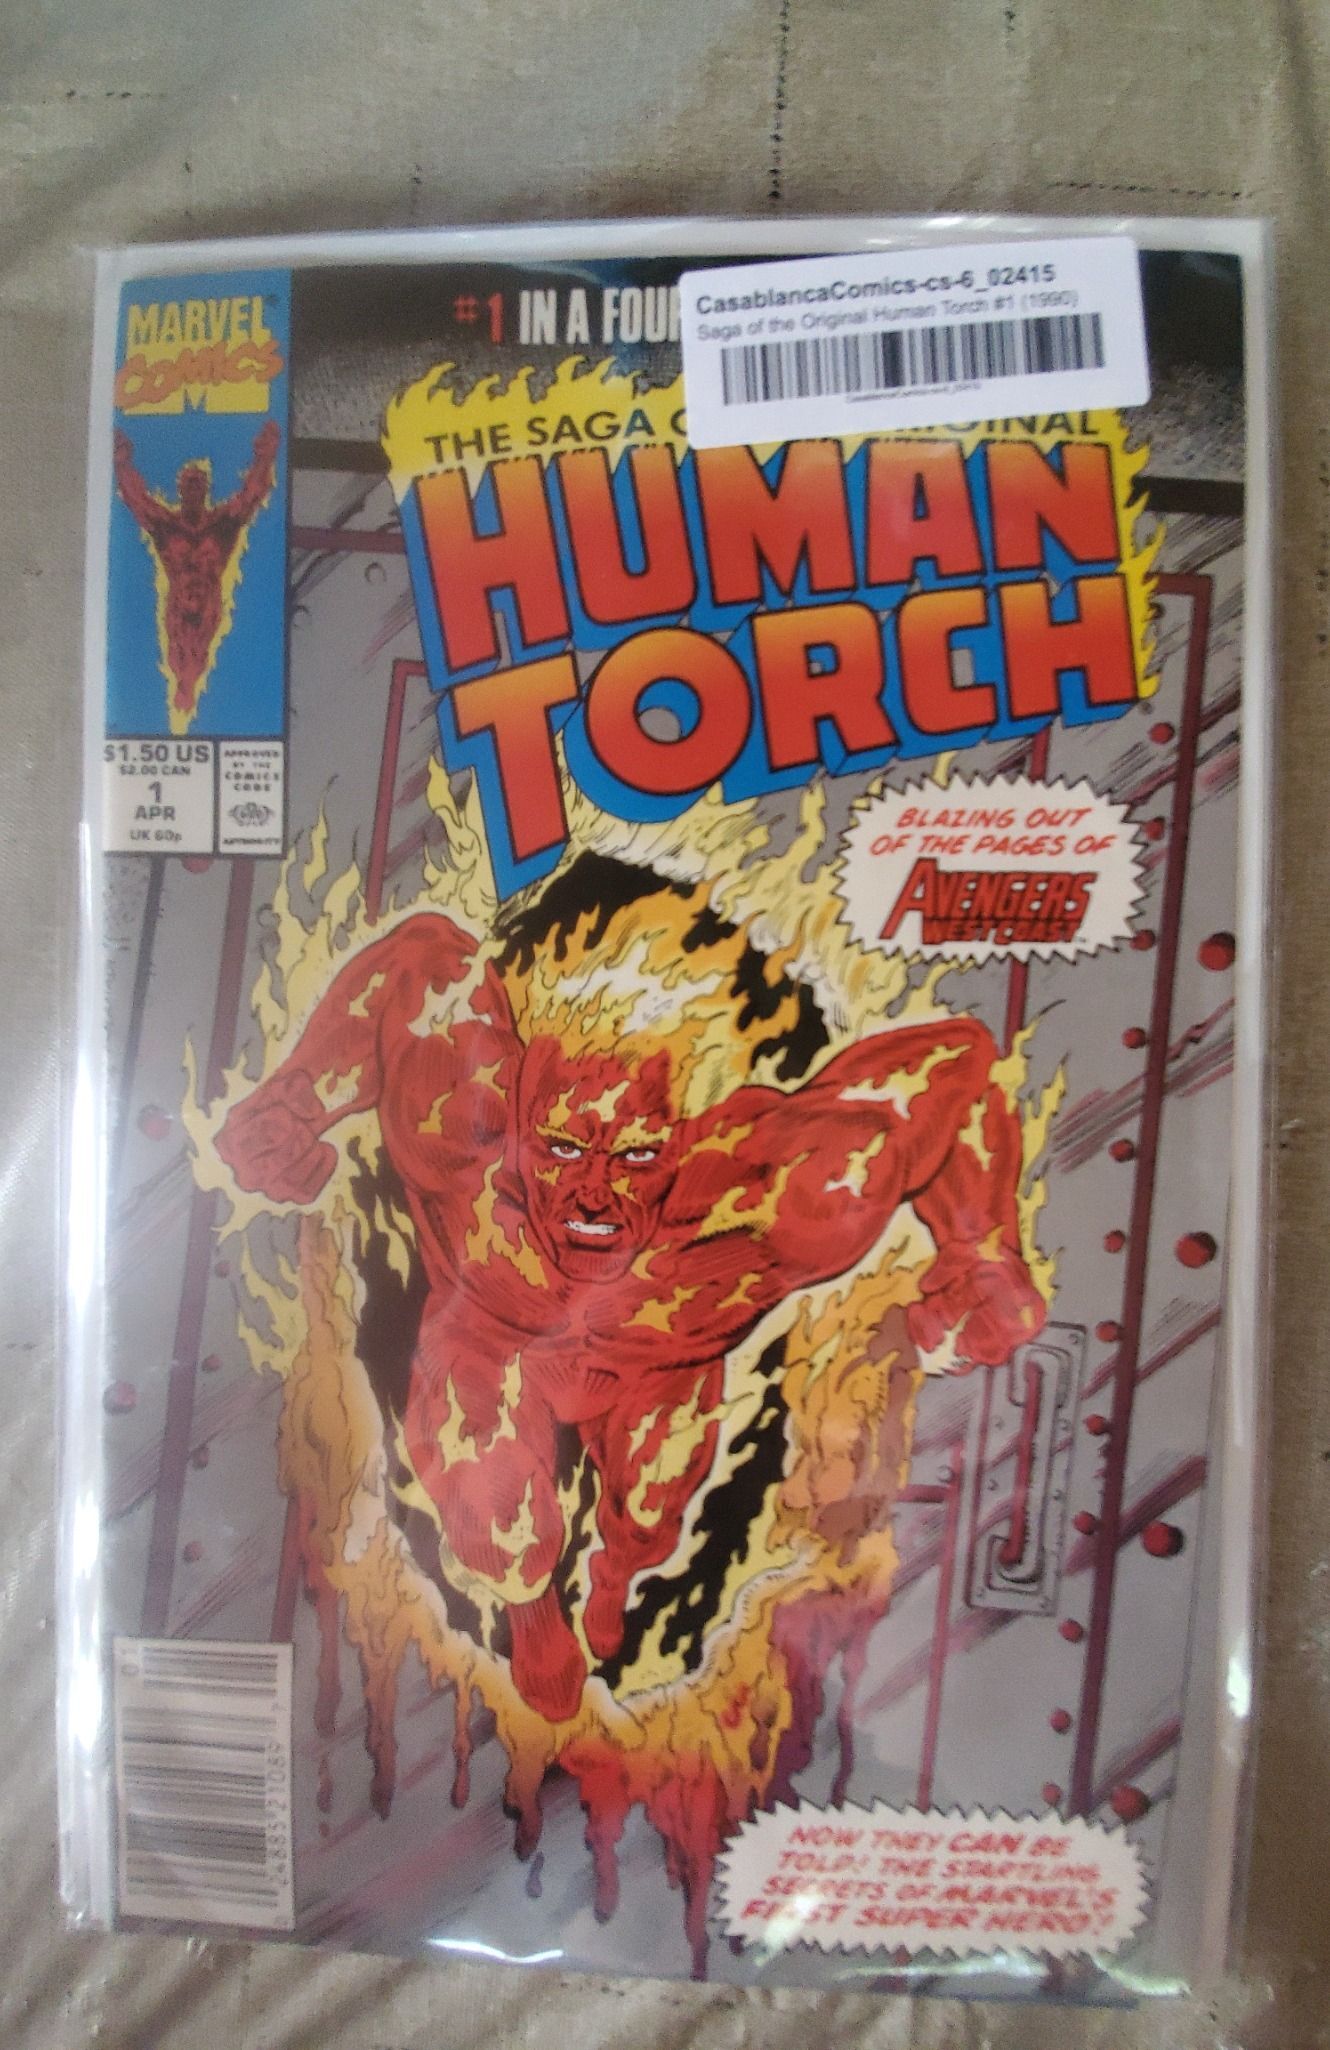 CasablancaComics-cs-6_02415
Saga of the Original Human Torch #1 (1990)
MARVEL
COMICS
#1 IN A FOUR
THE SAGA
HUMAN
TORCH
$1.50 US
$2.00 CAN
1
APR
UK 60p
APPROVED
BY THE
COMICS
CODE
AUTHORITY
BLAZING OUT
OF THE PAGES OF
AVENGERS
WEST COAST
NOW THEY CAN BE
TOLD! THE STARTLING
SECRETS OF MARVEL'S
FIRST SUPER HERO!